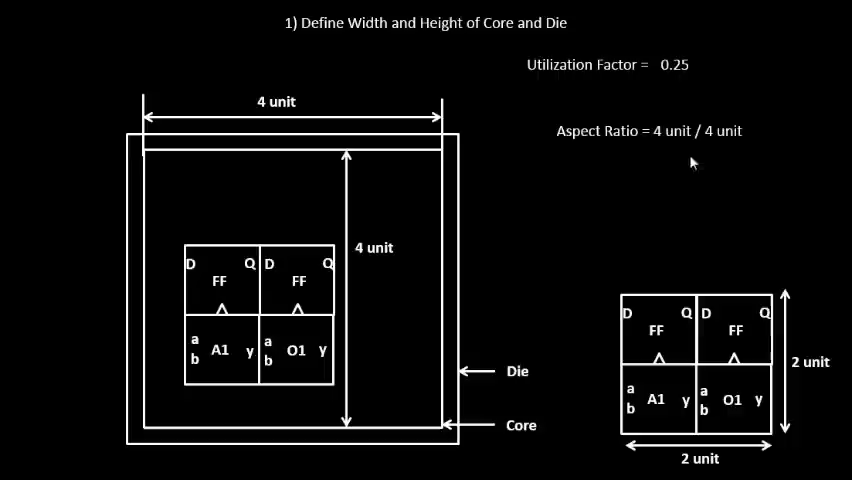 1) Define Width and Height of Core and Die
Utilization Factor = 0.25
4 unit
Aspect Ratio = 4 unit / 4 unit
4 unit
D Q D Q
FF FF
a y a y
b A1 b O1
Die
Core
D Q D Q
FF FF
2 unit
a y a y
b A1 b O1
2 unit